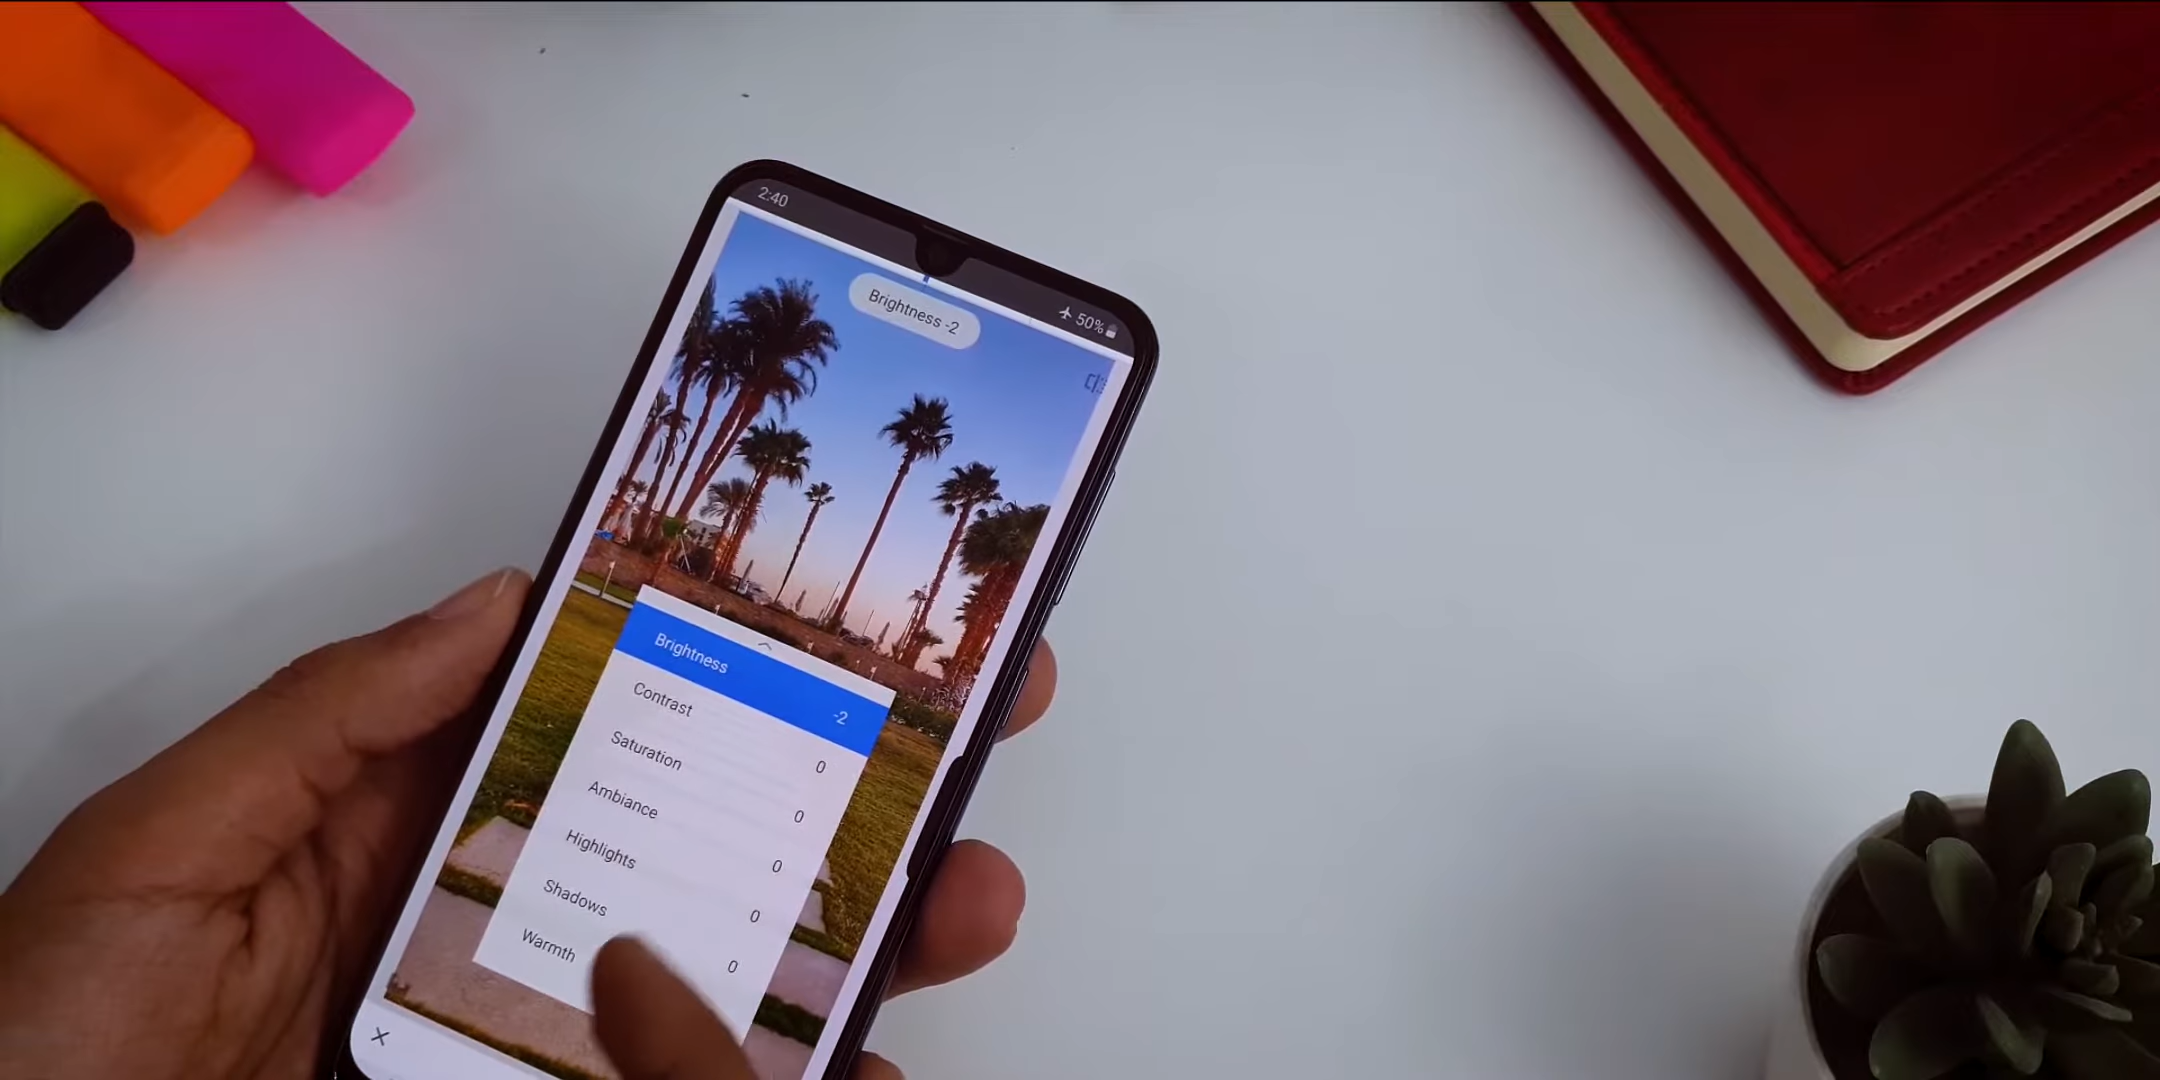 2:40
50%
Brightness -2
Brightness -2
Contrast 0
Saturation 0
Ambiance 0
Highlights 0
Shadows 0
Warmth